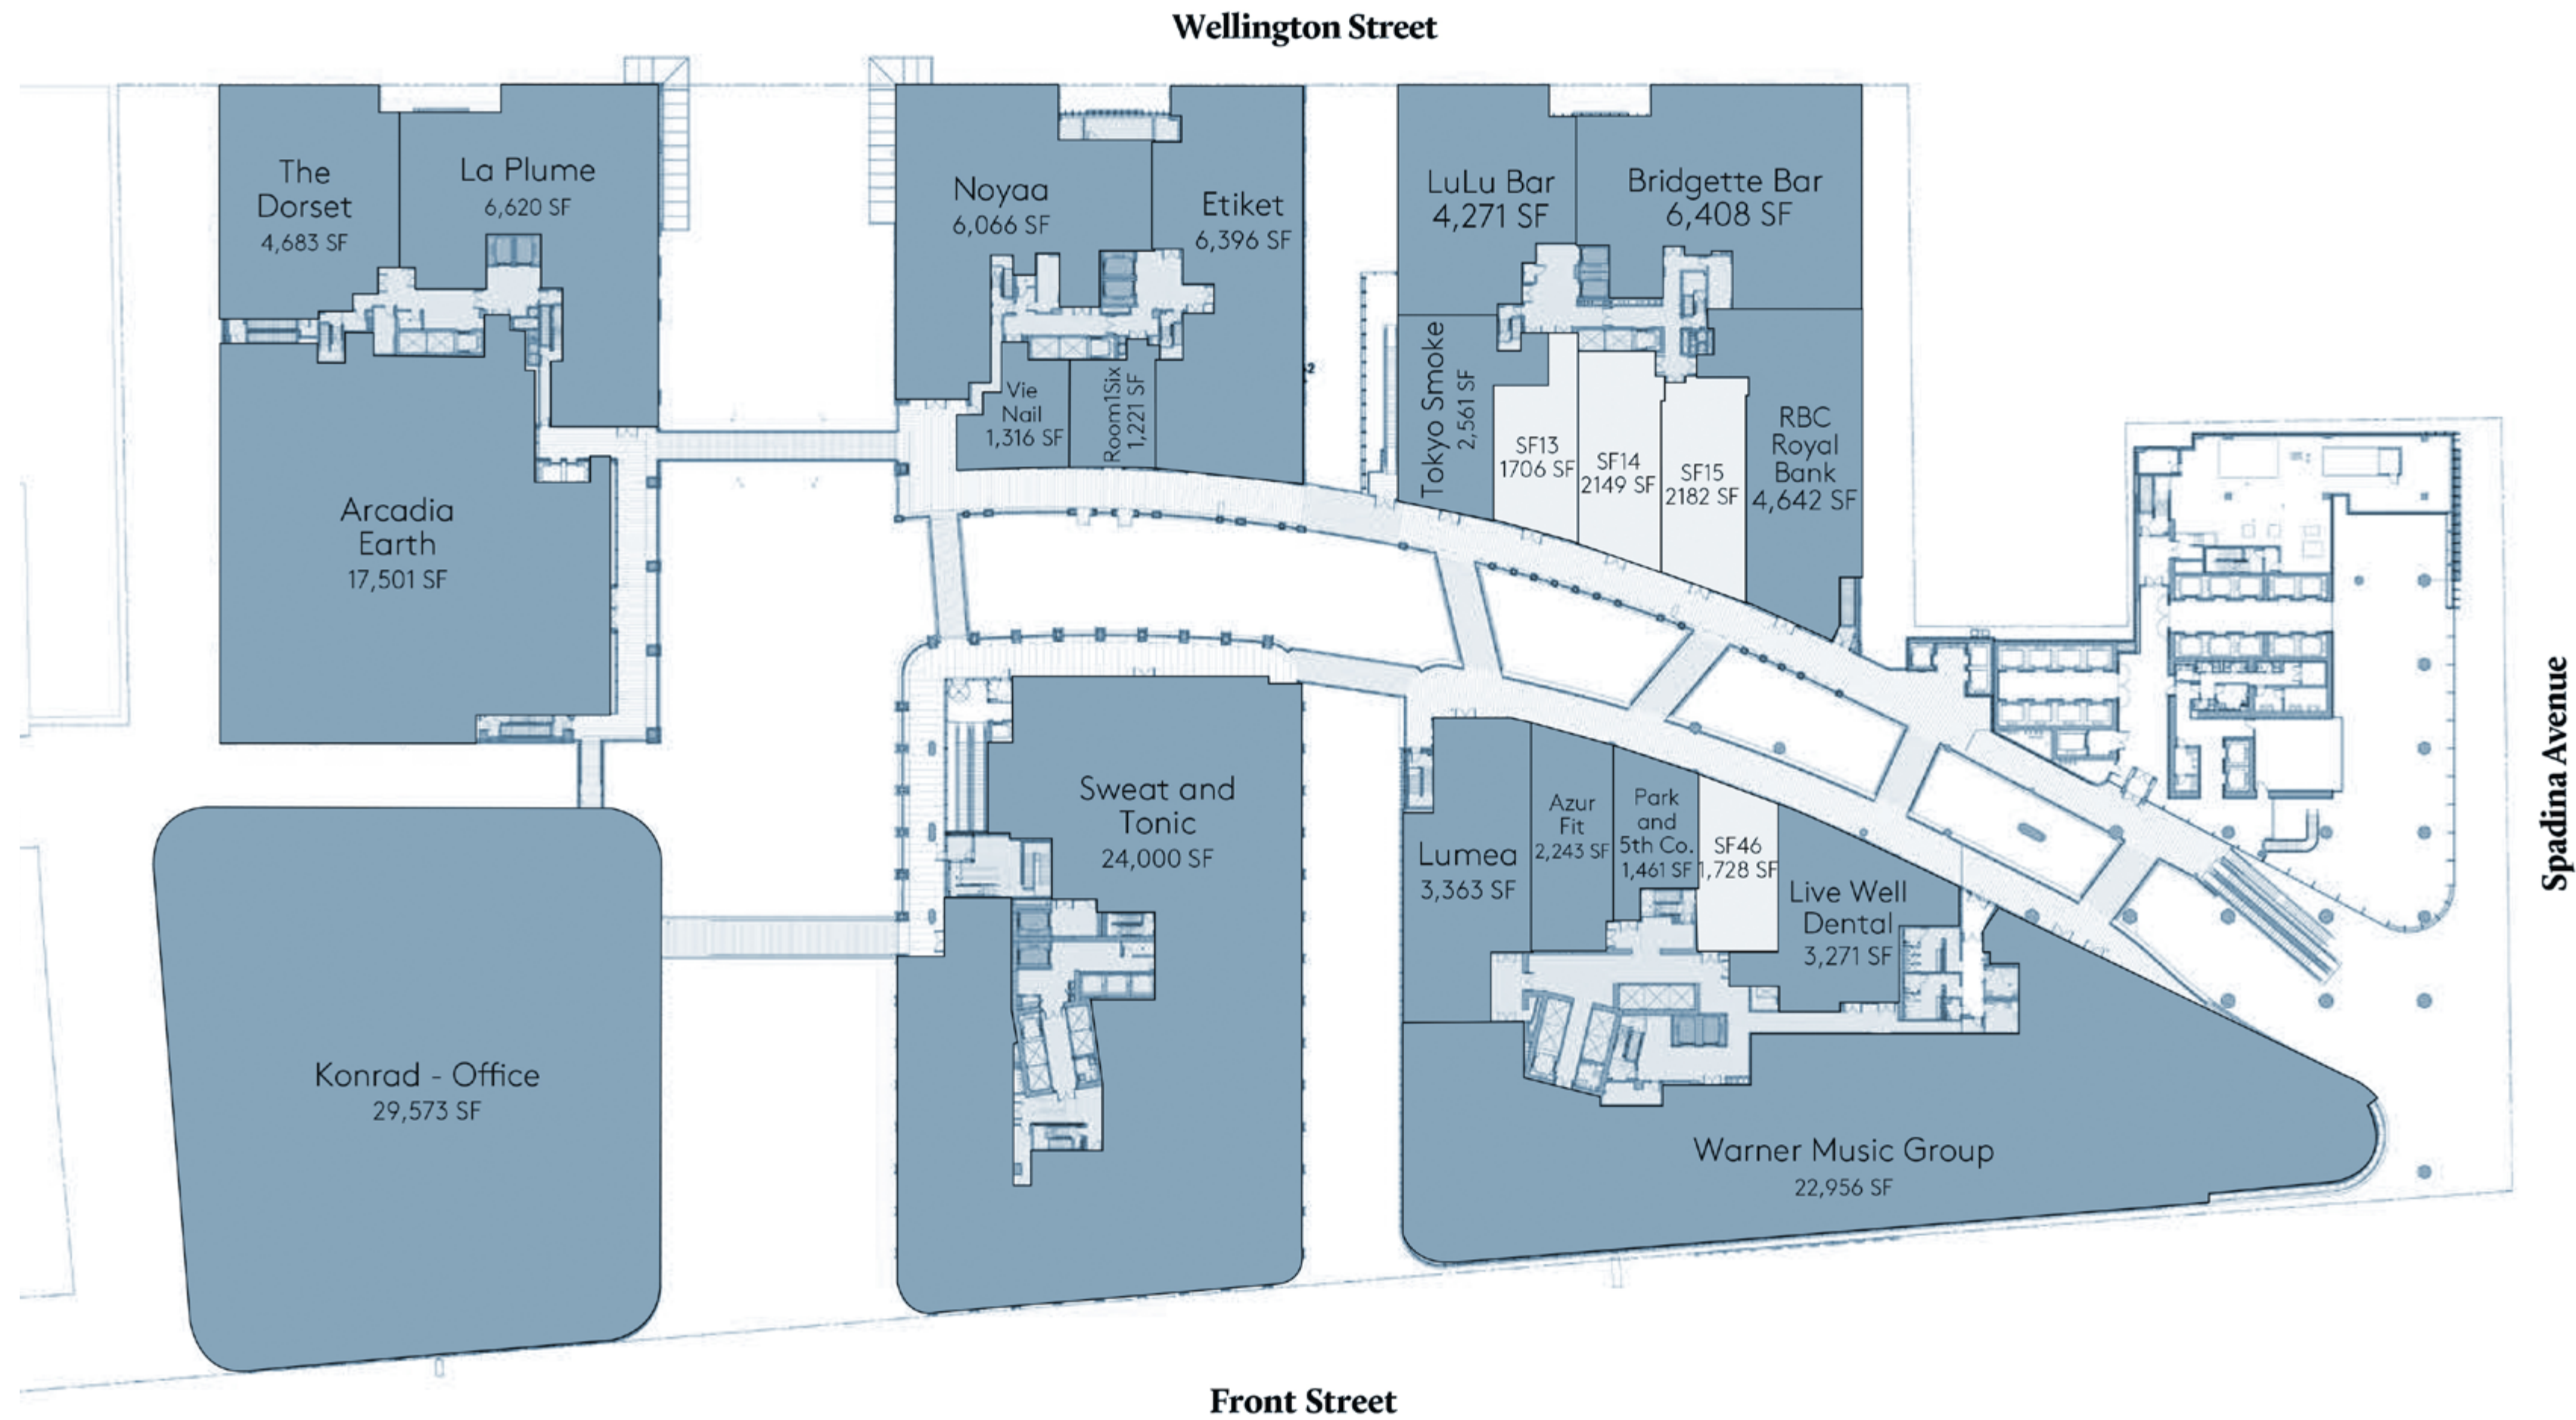 Wellington Street
The
Dorset
4,683 SF
La Plume
6,620 SF
Noyaa
6,066 SF
Etiket
6,396 SF
LuLu Bar
4,271 SF
Bridgette Bar
6,408 SF
Arcadia
Earth
17,501 SF
Vie
Nail
1,316 SF
Room1Six
1,221 SF
2
Tokyo Smoke
2,561 SF
SF13
1706 SF
SF14
2149 SF
SF15
2182 SF
RBC
Royal
Bank
4,642 SF
Spadina Avenue
Sweat and
Tonic
24,000 SF
Lumea
3,363 SF
Azur
Fit
2,243 SF
Park
and
5th Co.
1,461 SF
SF46
1,728 SF
Live Well
Dental
3,271 SF
Konrad - Office
29,573 SF
Warner Music Group
22,956 SF
Front Street